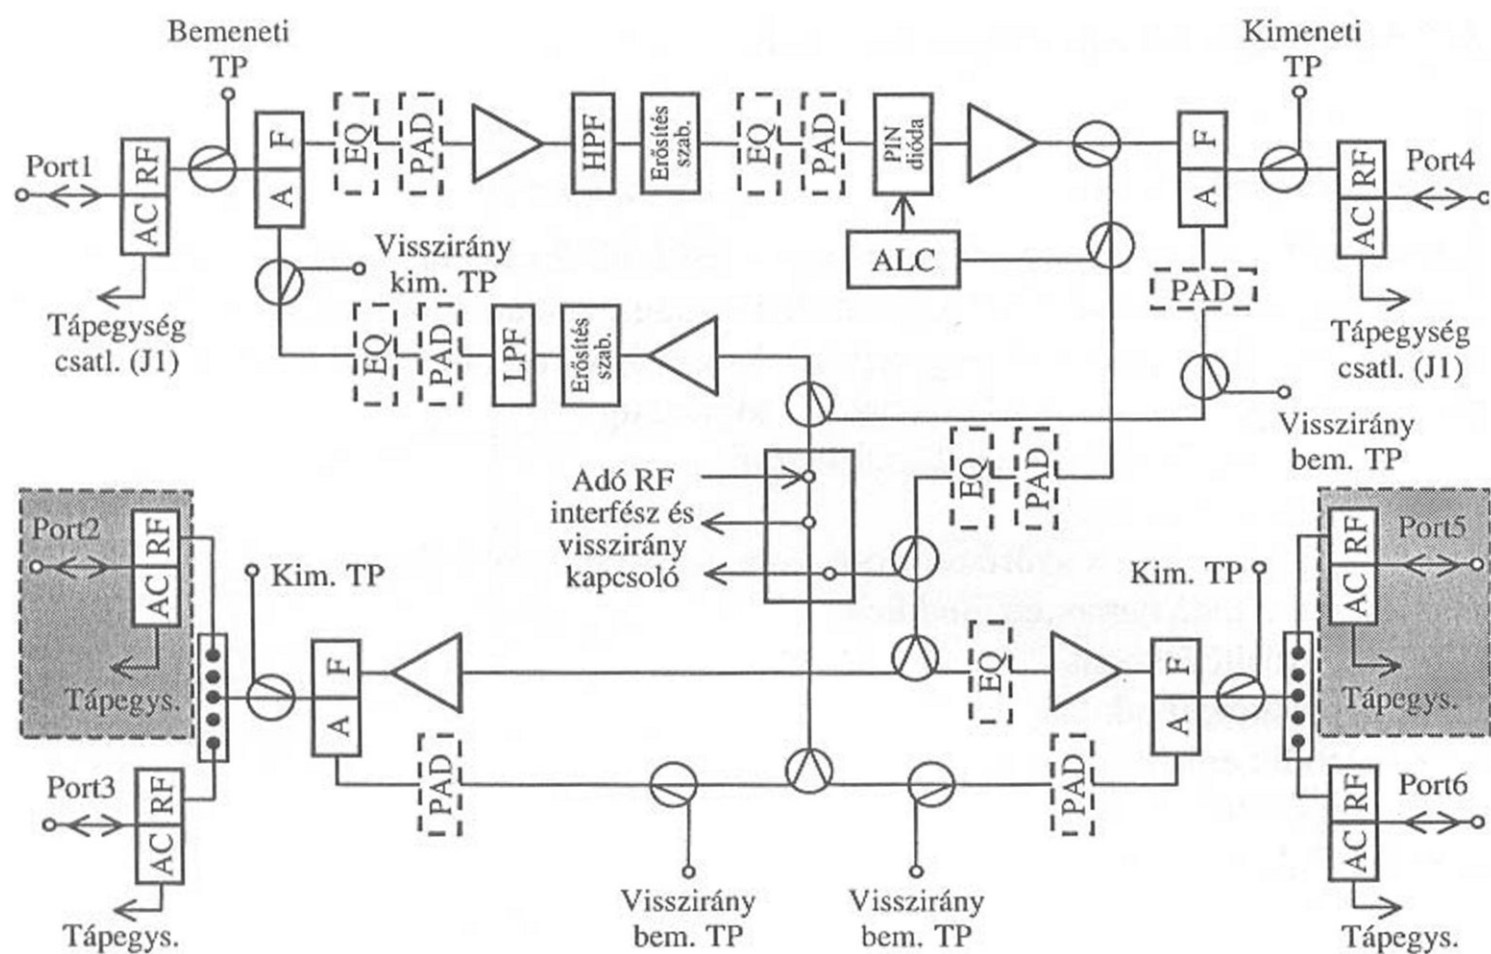 Bemeneti
TP
Kimeneti
TP
Port1
RF
AC
F
A
EQ
PAD
HPF
Erősítés
szab.
EQ
PAD
PIN
dióda
F
A
RF
AC
Port4
ALC
PAD
Visszirány
kim. TP
Tápegység
csatl. (J1)
EQ
PAD
LPF
Erősítés
szab.
Tápegység
csatl. (J1)
Visszirány
bem. TP
EQ
PAD
Adó RF
interfész és
visszirány
kapcsoló
Port2
RF
AC
Tápegys.
Kim. TP
Kim. TP
RF
AC
Port5
Tápegys.
F
A
EQ
F
A
PAD
PAD
Port3
RF
AC
Tápegys.
Port6
RF
AC
Tápegys.
Visszirány
bem. TP
Visszirány
bem. TP